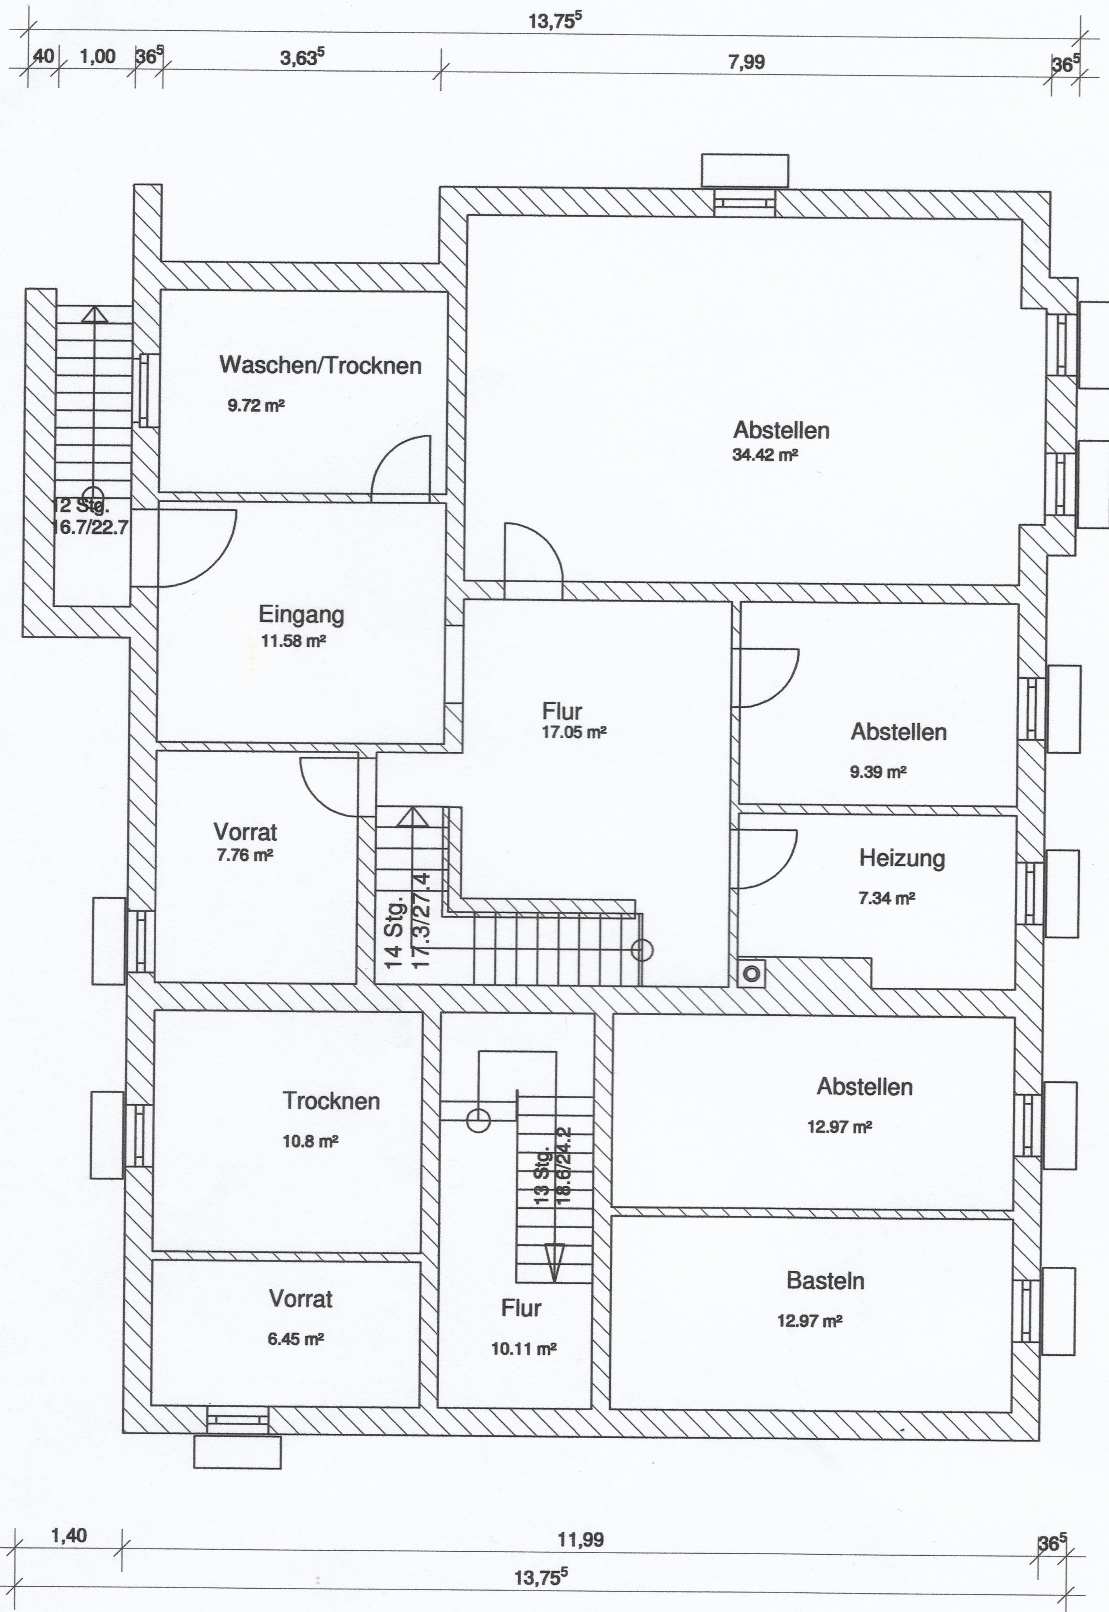 13,75⁵
40 1,00 36⁵ 3,63⁵ 7,99 36⁵
Waschen/Trocknen
9.72 m²
Abstellen
34.42 m²
12 Stg.
16.7/22.7
Eingang
11.58 m²
Flur
17.05 m²
Abstellen
9.39 m²
Vorrat
7.76 m²
Heizung
7.34 m²
14 Stg.
17.3/27.4
Trocknen
10.8 m²
Abstellen
12.97 m²
13 Stg.
18.6/24.2
Vorrat
6.45 m²
Flur
10.11 m²
Basteln
12.97 m²
1,40 11,99 36⁵
13,75⁵